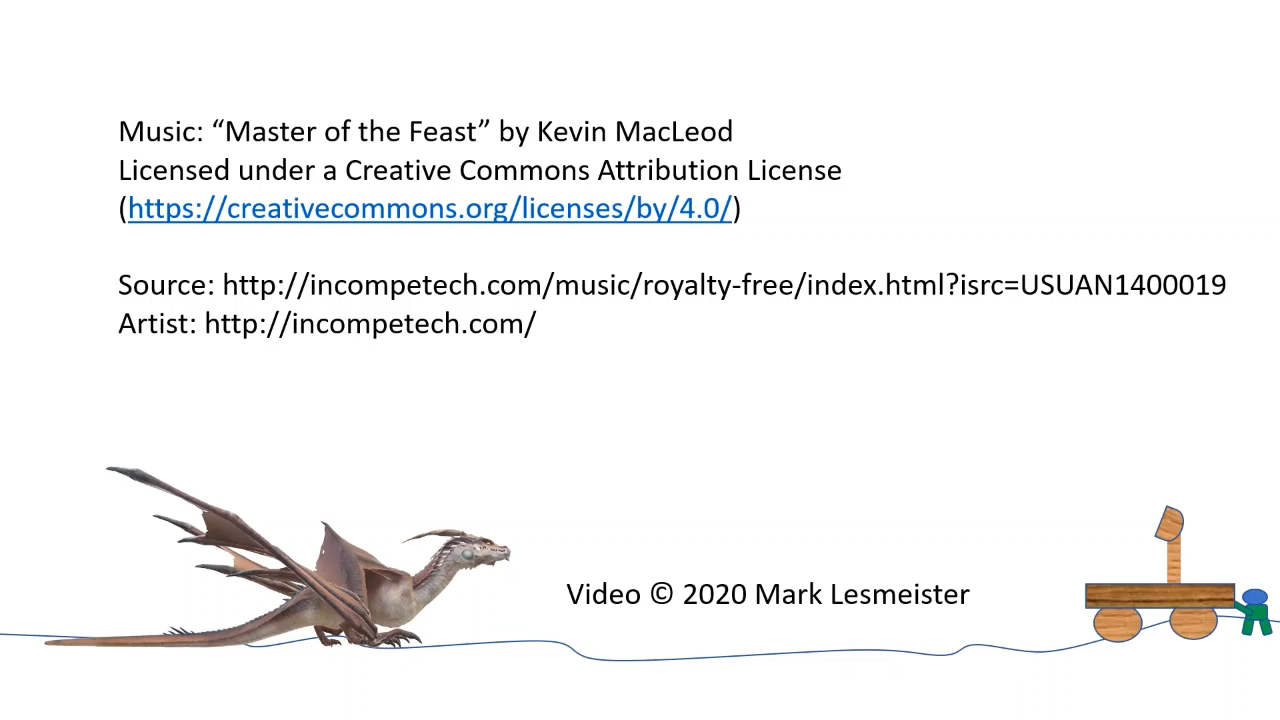 Music: “Master of the Feast” by Kevin MacLeod
Licensed under a Creative Commons Attribution License
(https://creativecommons.org/licenses/by/4.0/)
Source: http://incompetech.com/music/royalty-free/index.html?isrc=USUAN1400019
Artist: http://incompetech.com/
Video © 2020 Mark Lesmeister